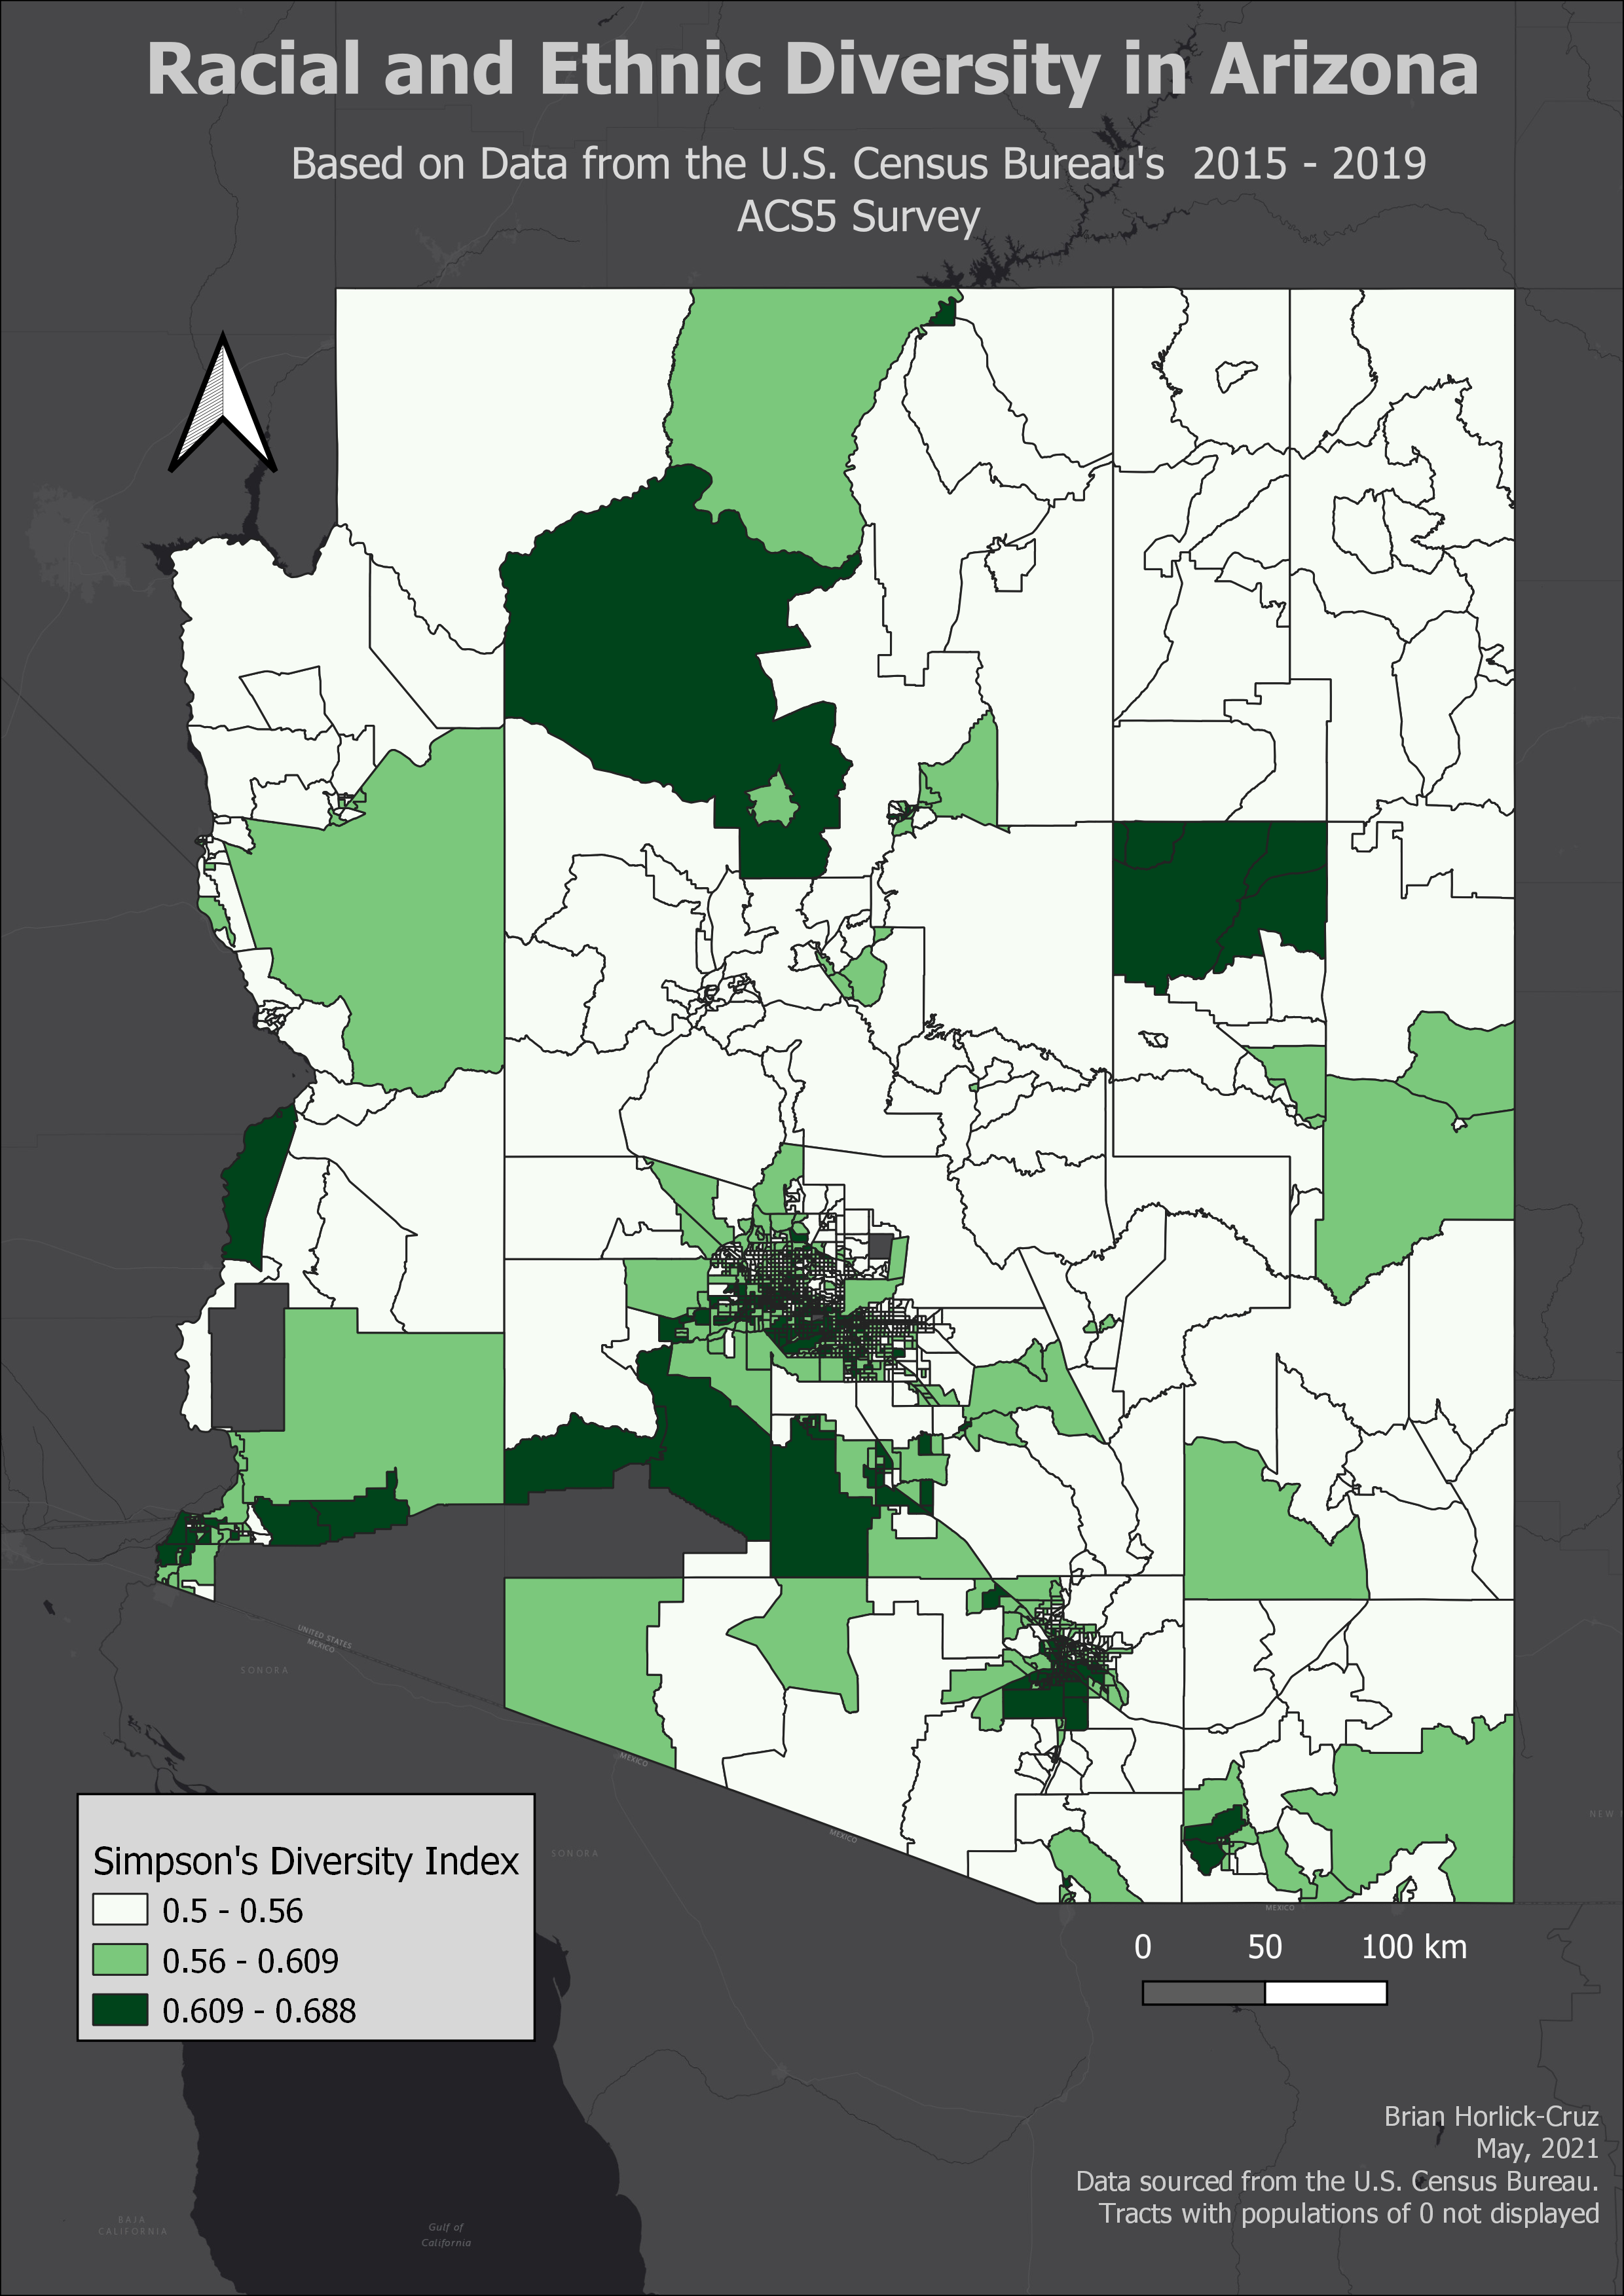 Racial and Ethnic Diversity in Arizona
Based on Data from the U.S. Census Bureau's  2015 - 2019
ACS5 Survey
UNITED STATES
MEXICO
SONORA
MEXICO
MEXICO
SONORA
MEXICO
NEW
Simpson's Diversity Index
0.5 - 0.56
0.56 - 0.609
0.609 - 0.688
0 50 100 km
Brian Horlick-Cruz
May, 2021
Data sourced from the U.S. Census Bureau.
Tracts with populations of 0 not displayed
BAJA
CALIFORNIA
Gulf of
California